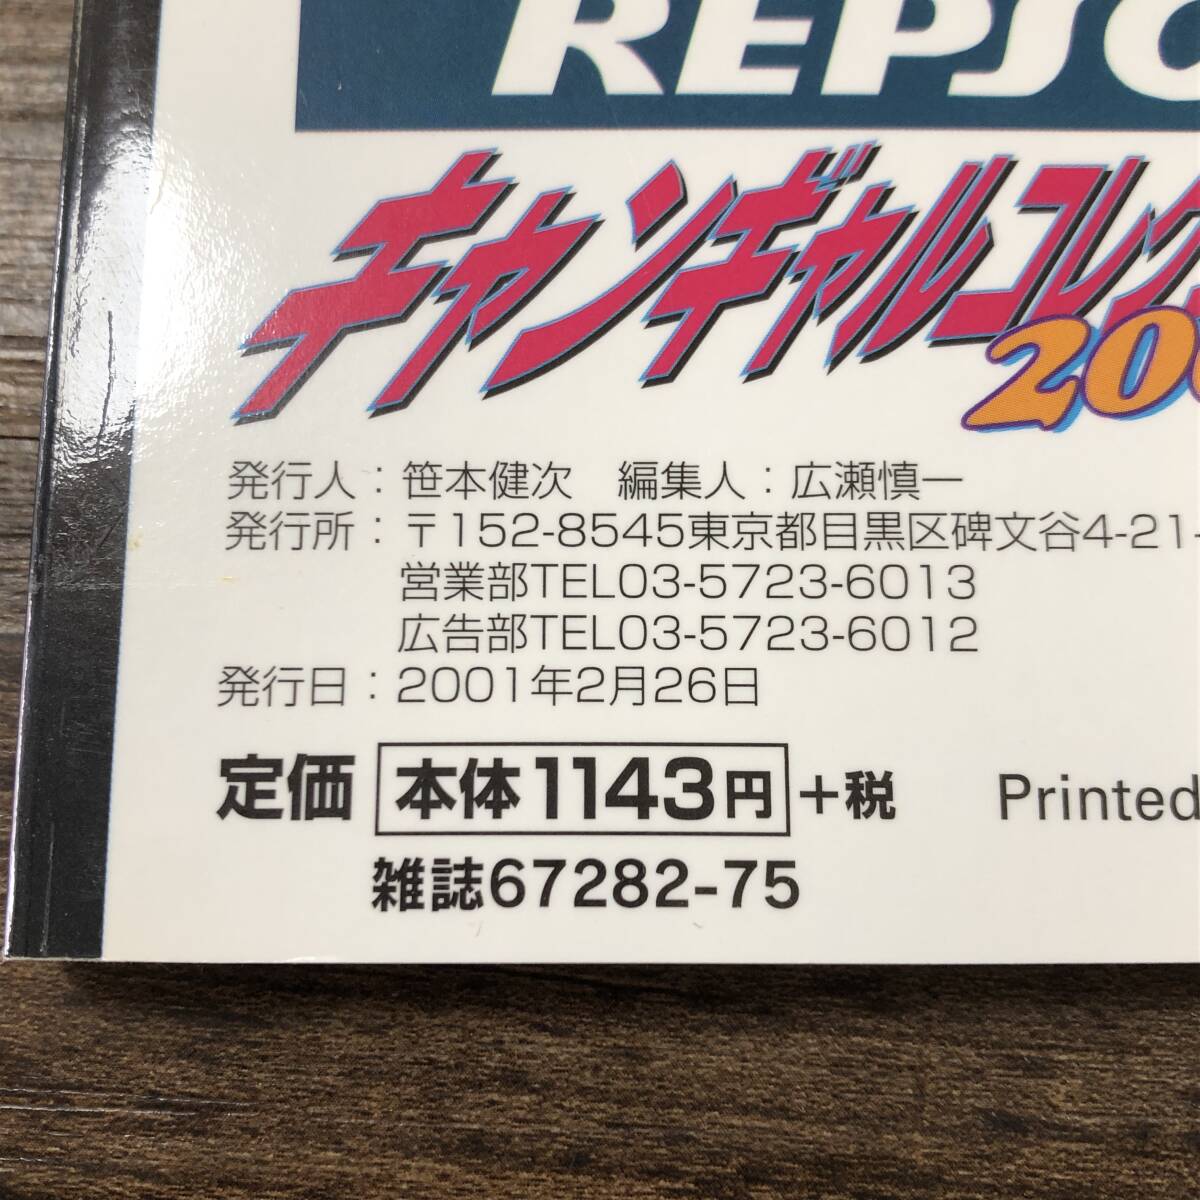 REPSO
キャンギャルコレク
200
発行人：笹本健次　編集人：広瀬慎一
発行所：〒152-8545東京都目黒区碑文谷4-21-
営業部TEL03-5723-6013
広告部TEL03-5723-6012
発行日：2001年2月26日
定価 本体1143円+税 Printed
雑誌67282-75